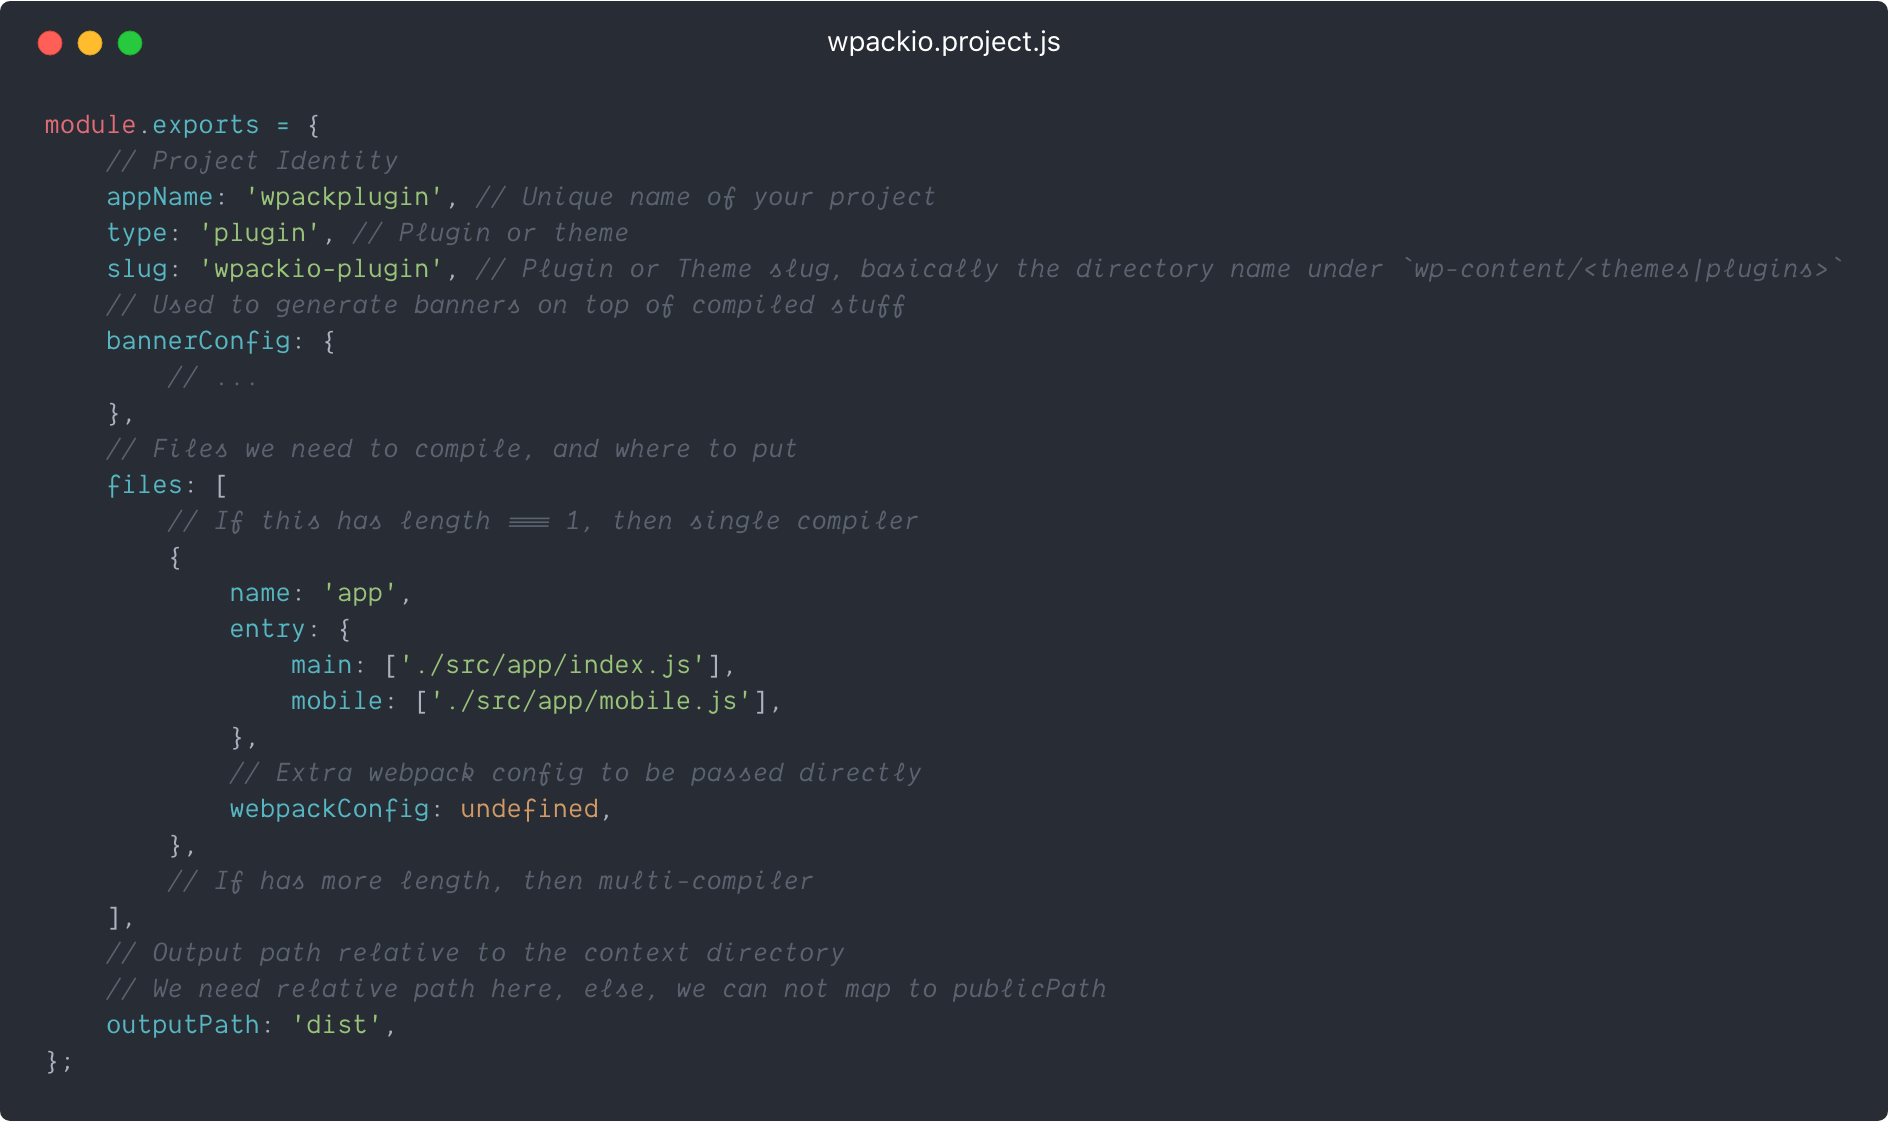 wpackio.project.js
module.exports = {
    // Project Identity
    appName: 'wpackplugin', // Unique name of your project
    type: 'plugin', // Plugin or theme
    slug: 'wpackio-plugin', // Plugin or Theme slug, basically the directory name under `wp-content/<themes|plugins>`
    // Used to generate banners on top of compiled stuff
    bannerConfig: {
        // ...
    },
    // Files we need to compile, and where to put
    files: [
        // If this has length === 1, then single compiler
        {
            name: 'app',
            entry: {
                main: ['./src/app/index.js'],
                mobile: ['./src/app/mobile.js'],
            },
            // Extra webpack config to be passed directly
            webpackConfig: undefined,
        },
        // If has more length, then multi-compiler
    ],
    // Output path relative to the context directory
    // We need relative path here, else, we can not map to publicPath
    outputPath: 'dist',
};